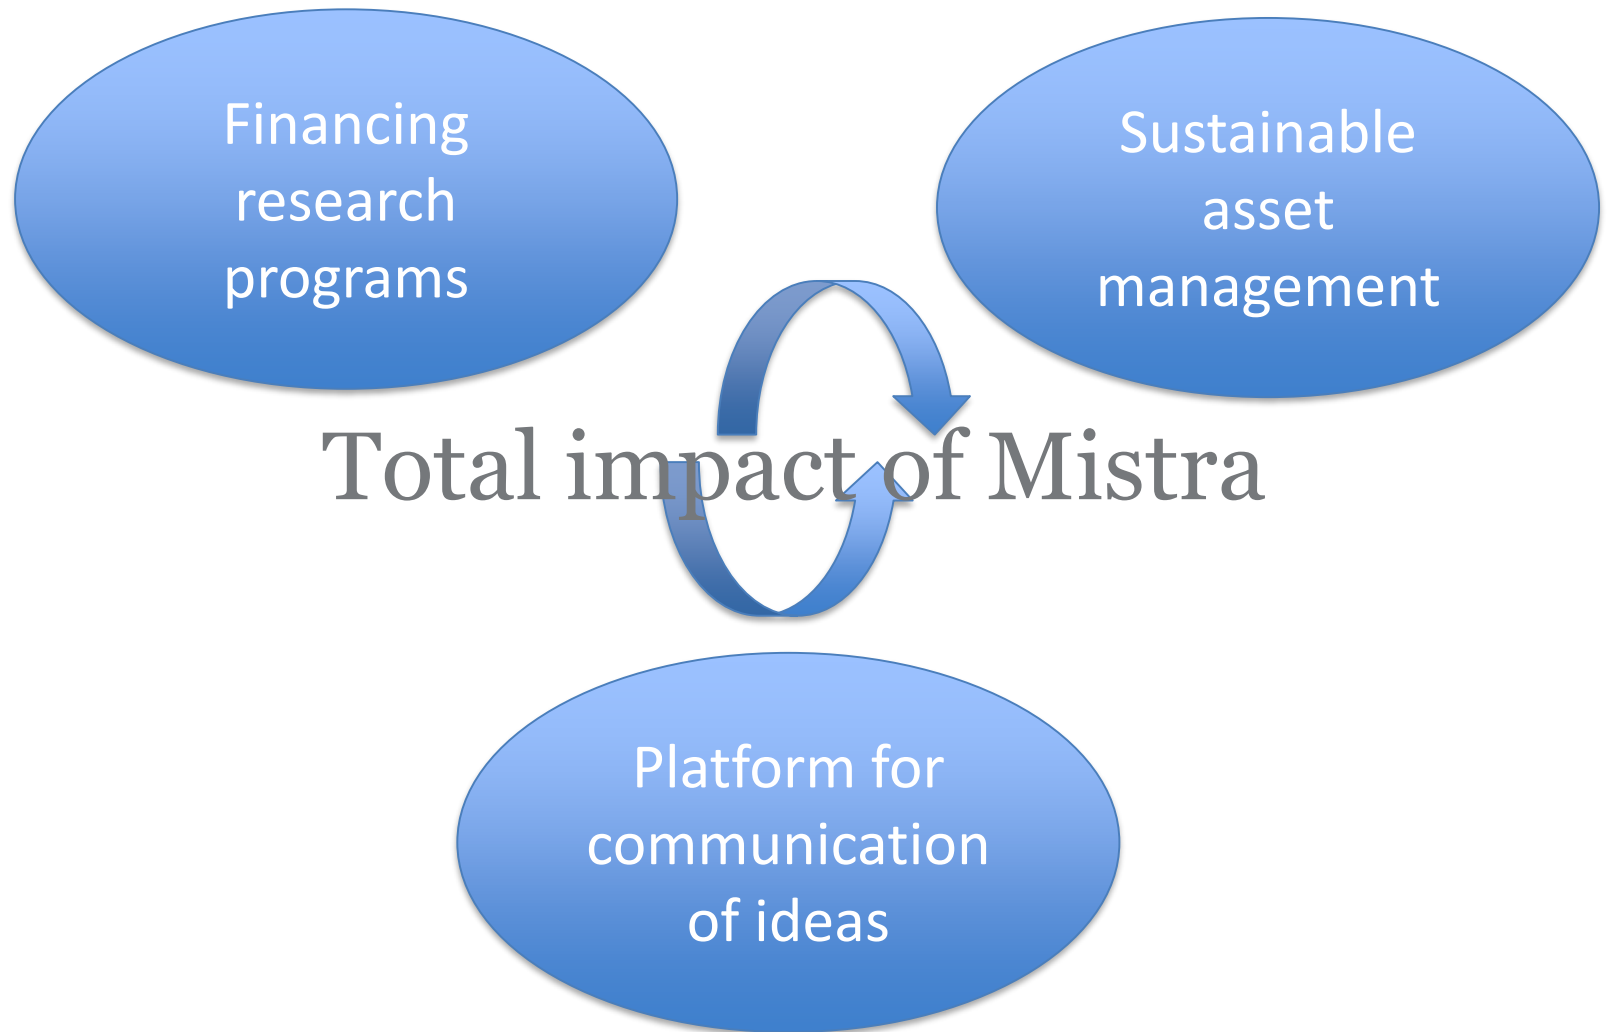 Financing
research
programs
Sustainable
asset
management
Total impact of Mistra
Platform for
communication
of ideas